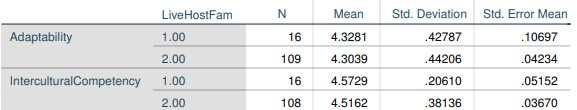 LiveHostFam N Mean Std. Deviation Std. Error Mean
Adaptability 1.00 16 4.3281 .42787 .10697
2.00 109 4.3039 .44206 .04234
InterculturalCompetency 1.00 16 4.5729 .20610 .05152
2.00 108 4.5162 .38136 .03670